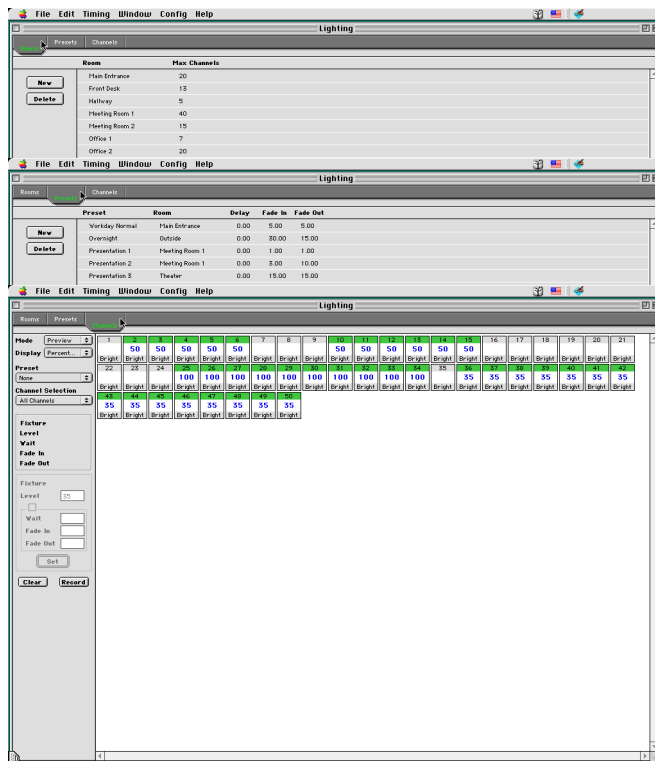 File Edit Timing Window Config Help
Lighting
Presets Channels
Room Max Channels
New
Delete
Main Entrance 20
Front Desk 13
Hallway 5
Meeting Room 1 40
Meeting Room 2 15
Office 1 7
Office 2 20
File Edit Timing Window Config Help
Lighting
Rooms Channels
Preset Room Delay Fade In Fade Out
New
Delete
Workday Normal Main Entrance 0.00 5.00 5.00
Overnight Outside 0.00 30.00 15.00
Presentation 1 Meeting Room 1 0.00 1.00 1.00
Presentation 2 Meeting Room 1 0.00 3.00 10.00
Presentation 3 Theater 0.00 15.00 15.00
File Edit Timing Window Config Help
Lighting
Rooms Presets
Mode Preview
Display Percent...
Preset
None
Channel Selection
All Channels
Fixture
Level
Wait
Fade In
Fade Out
Fixture
Level 35
Wait
Fade In
Fade Out
Set
Clear Record
1 2 3 4 5 6 7 8 9 10 11 12 13 14 15 16 17 18 19 20 21
50 50 50 50 50 50 50 50 50 50 50
Bright Bright Bright Bright Bright Bright Bright Bright Bright Bright Bright Bright Bright Bright Bright Bright Bright Bright Bright Bright Bright
22 23 24 25 26 27 28 29 30 31 32 33 34 35 36 37 38 39 40 41 42
100 100 100 100 100 100 100 100 100 100 35 35 35 35 35 35 35
Bright Bright Bright Bright Bright Bright Bright Bright Bright Bright Bright Bright Bright Bright Bright Bright Bright Bright Bright Bright Bright
43 44 45 46 47 48 49 50
35 35 35 35 35 35 35 35
Bright Bright Bright Bright Bright Bright Bright Bright